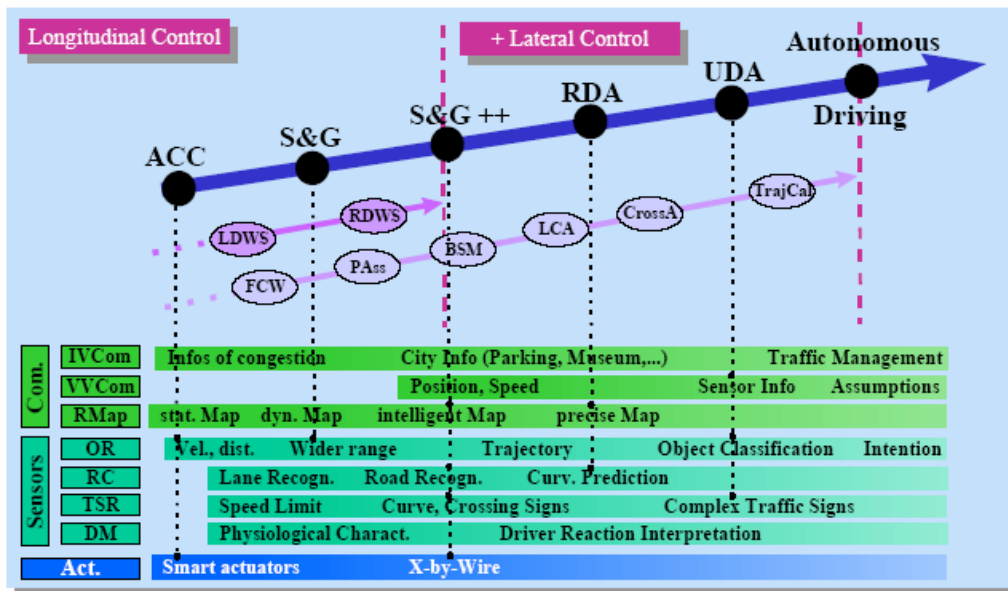 Longitudinal Control
+ Lateral Control
Autonomous
Driving
UDA
RDA
S&G ++
S&G
ACC
LDWS
RDWS
FCW
PAss
BSM
LCA
CrossA
TrajCal
Com.
IVCom Infos of congestion City Info (Parking, Museum,...) Traffic Management
VVCom Position, Speed Sensor Info Assumptions
RMap stat. Map dyn. Map intelligent Map precise Map
Sensors
OR Vel., dist. Wider range Trajectory Object Classification Intention
RC Lane Recogn. Road Recogn. Curv. Prediction
TSR Speed Limit Curve, Crossing Signs Complex Traffic Signs
DM Physiological Charact. Driver Reaction Interpretation
Act. Smart actuators X-by-Wire